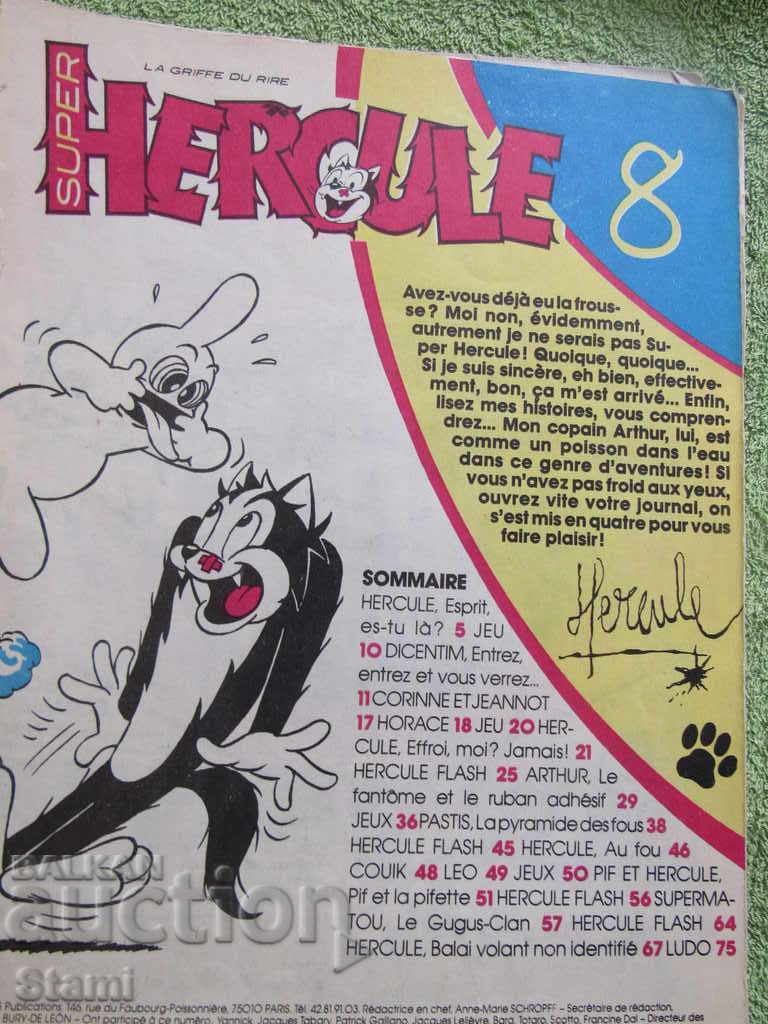 LA GRIFFE DU RIRE
SUPER
HERCULE
8
Avez-vous déjà eu la frous-
se? Moi non, évidemment,
autrement je ne serais pas Su-
per Hercule! Quoique, quoique...
Si je suis sincère, eh bien, effective-
ment, bon, ça m'est arrivé... Enfin,
lisez mes histoires, vous compren-
drez... Mon copain Arthur, lui, est
comme un poisson dans l'eau
dans ce genre d'aventures! Si
vous n'avez pas froid aux yeux,
ouvrez vite votre journal, on
s'est mis en quatre pour vous
faire plaisir!
Hercule
SOMMAIRE
HERCULE, Esprit,
es-tu là? 5 JEU
10 DICENTIM, Entrez,
entrez et vous verrez...
11 CORINNE ET JEANNOT
17 HORACE 18 JEU 20 HER-
CULE, Effroi, moi? Jamais! 21
HERCULE FLASH 25 ARTHUR, Le
fantôme et le ruban adhésif 29
JEUX 36 PASTIS, La pyramide des fous 38
HERCULE FLASH 45 HERCULE, Au fou 46
COUIK 48 LEO 49 JEUX 50 PIF ET HERCULE,
Pif et la pifette 51 HERCULE FLASH 56 SUPERMA-
TOU, Le Gugus-Clan 57 HERCULE FLASH 64
HERCULE, Balai volant non identifié 67 LUDO 75
BALKAN
auction
Stami
Publications, 146, rue du Faubourg-Poissonnière, 75010 PARIS. Tél. 42.81.91.03. Rédactrice en chef, Anne-Marie SCHROPFF - Secrétaire de rédaction,
BURY-DE LEÓN - Ont participé à ce numéro, Yannick, Jacques Tabary, Patrick Galliano, Jacques Lelièvre, Bara, Totaro, Scotto, Francine Dal - Directeur des